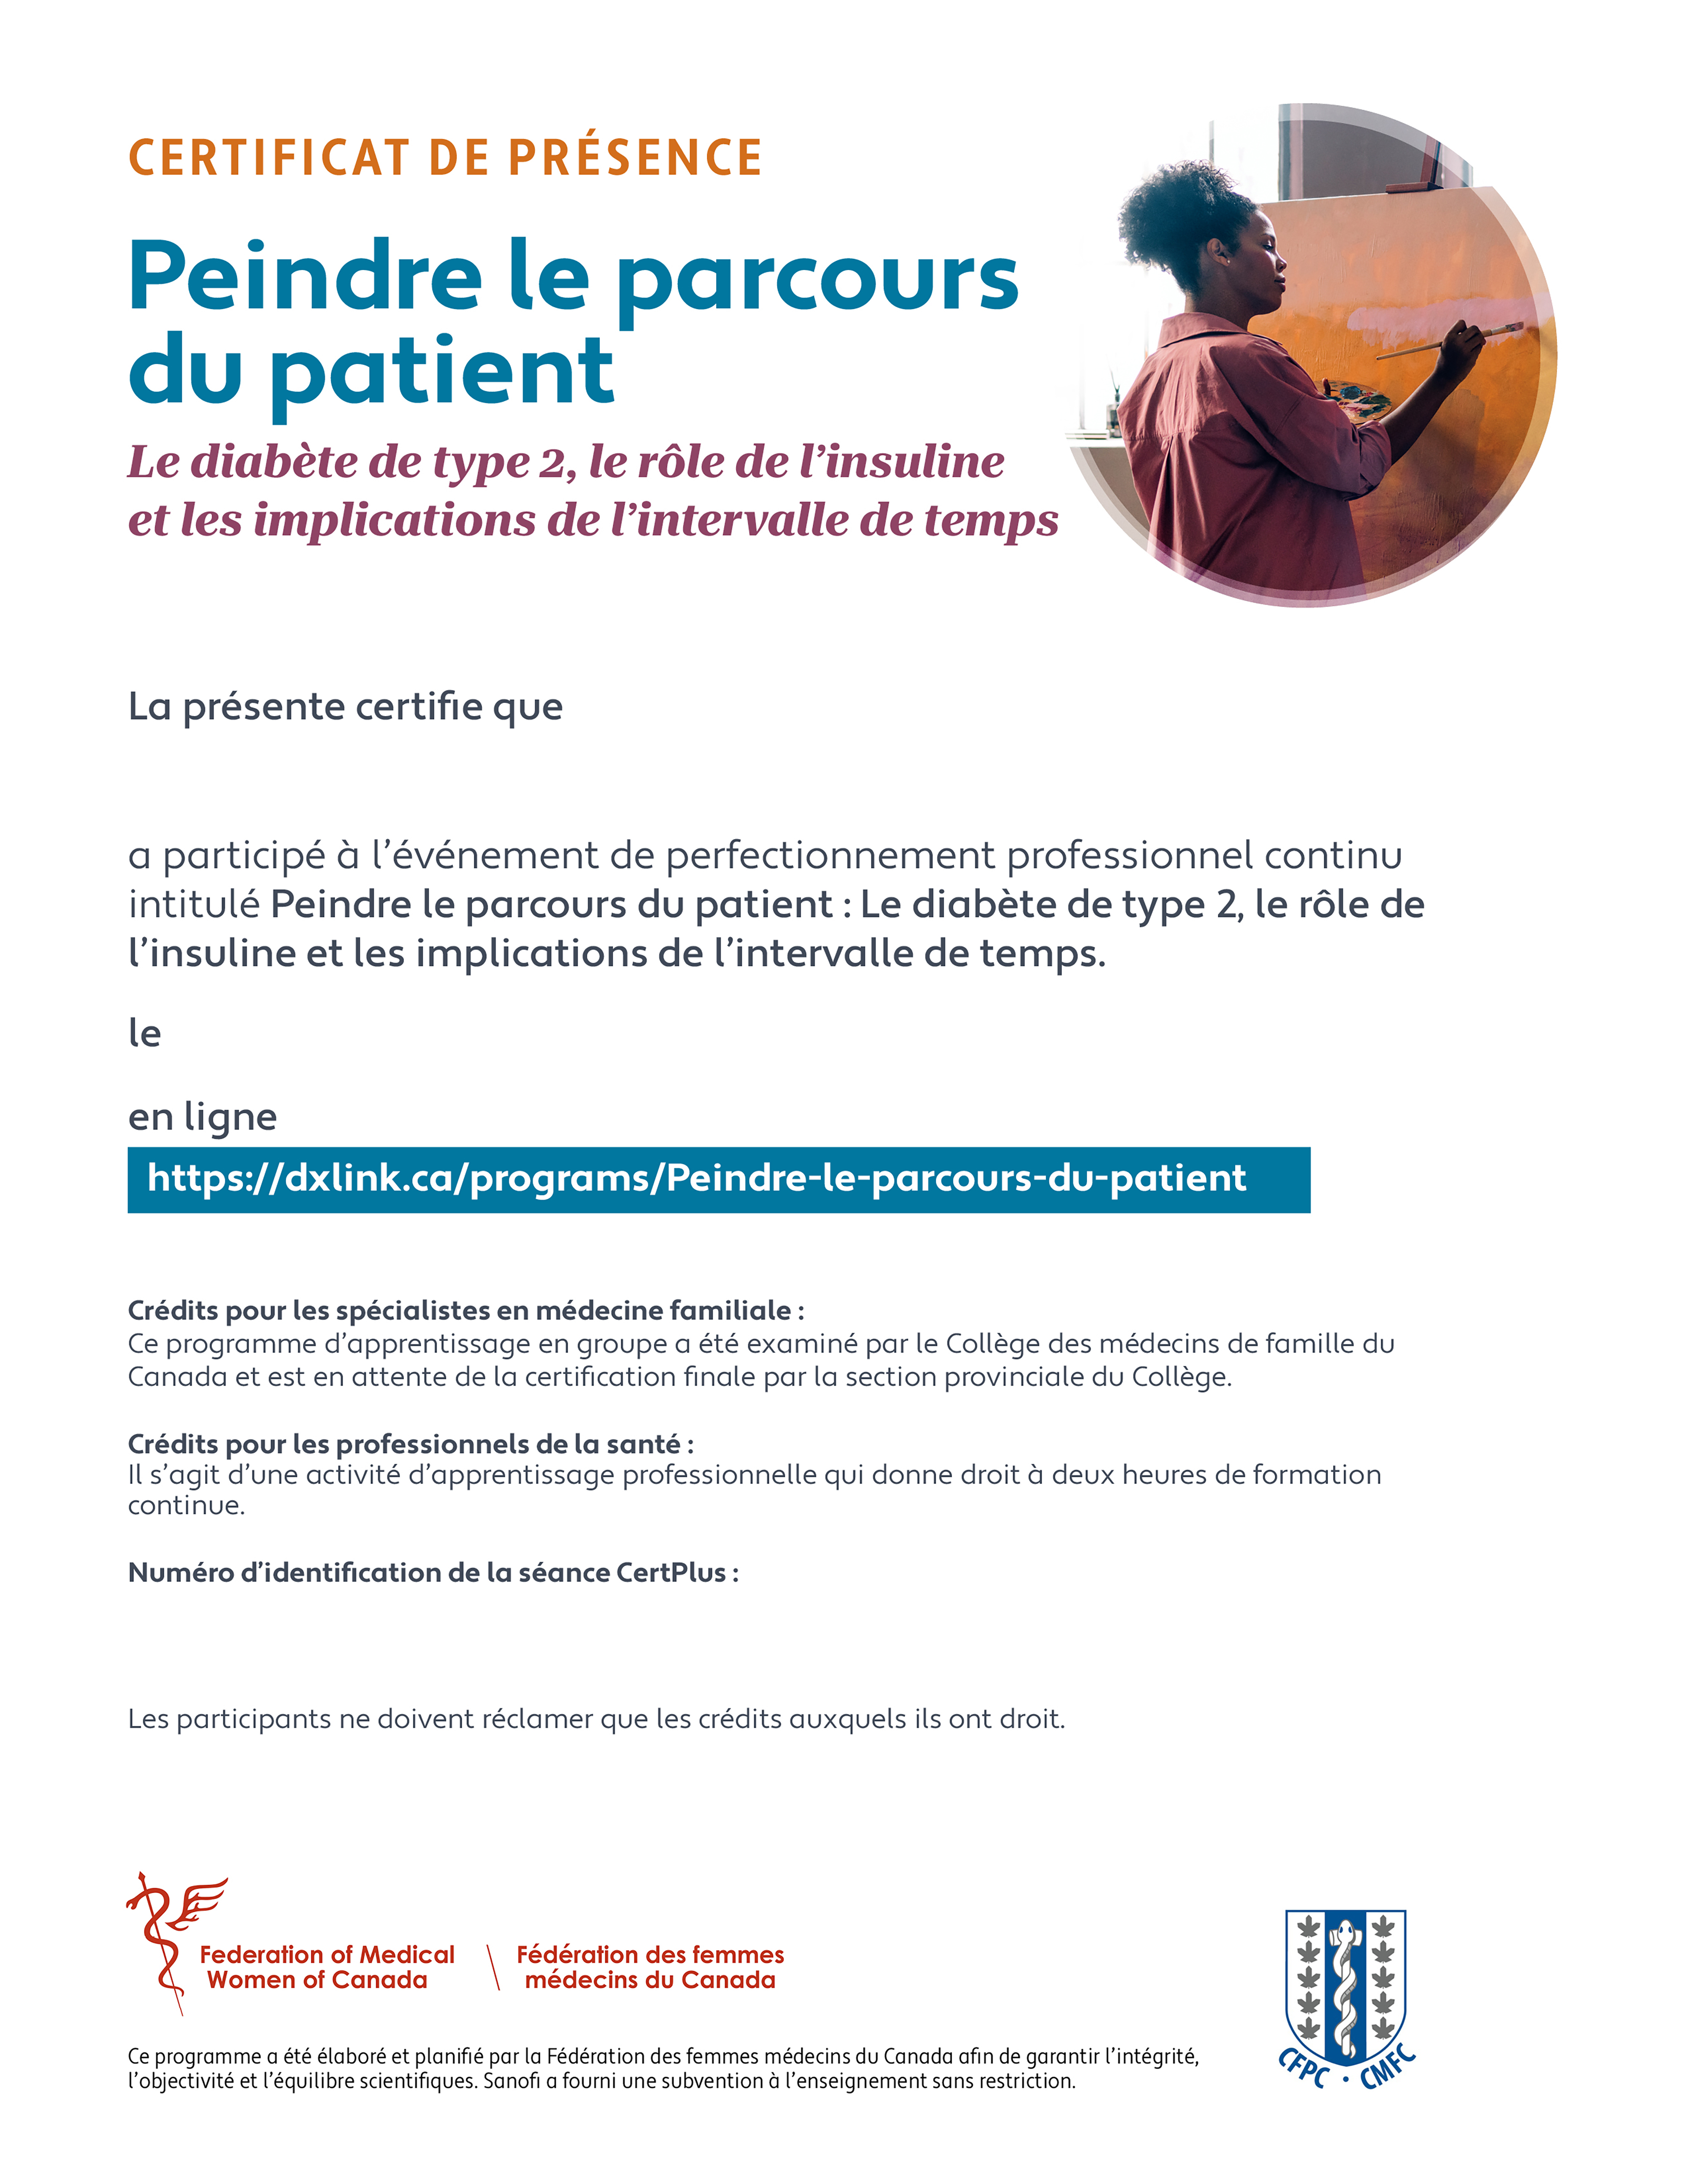 CERTIFICAT DE PRÉSENCE
Peindre le parcours
du patient
Le diabète de type 2, le rôle de l’insuline
et les implications de l’intervalle de temps
La présente certifie que
a participé à l’événement de perfectionnement professionnel continu
intitulé Peindre le parcours du patient : Le diabète de type 2, le rôle de
l’insuline et les implications de l’intervalle de temps.
le
en ligne
https://dxlink.ca/programs/Peindre-le-parcours-du-patient
Crédits pour les spécialistes en médecine familiale :
Ce programme d’apprentissage en groupe a été examiné par le Collège des médecins de famille du
Canada et est en attente de la certification finale par la section provinciale du Collège.
Crédits pour les professionnels de la santé :
Il s’agit d’une activité d’apprentissage professionnelle qui donne droit à deux heures de formation
continue.
Numéro d’identification de la séance CertPlus :
Les participants ne doivent réclamer que les crédits auxquels ils ont droit.
Federation of Medical
Women of Canada
Fédération des femmes
médecins du Canada
Ce programme a été élaboré et planifié par la Fédération des femmes médecins du Canada afin de garantir l’intégrité,
l’objectivité et l’équilibre scientifiques. Sanofi a fourni une subvention à l’enseignement sans restriction.
CFPC · CMFC